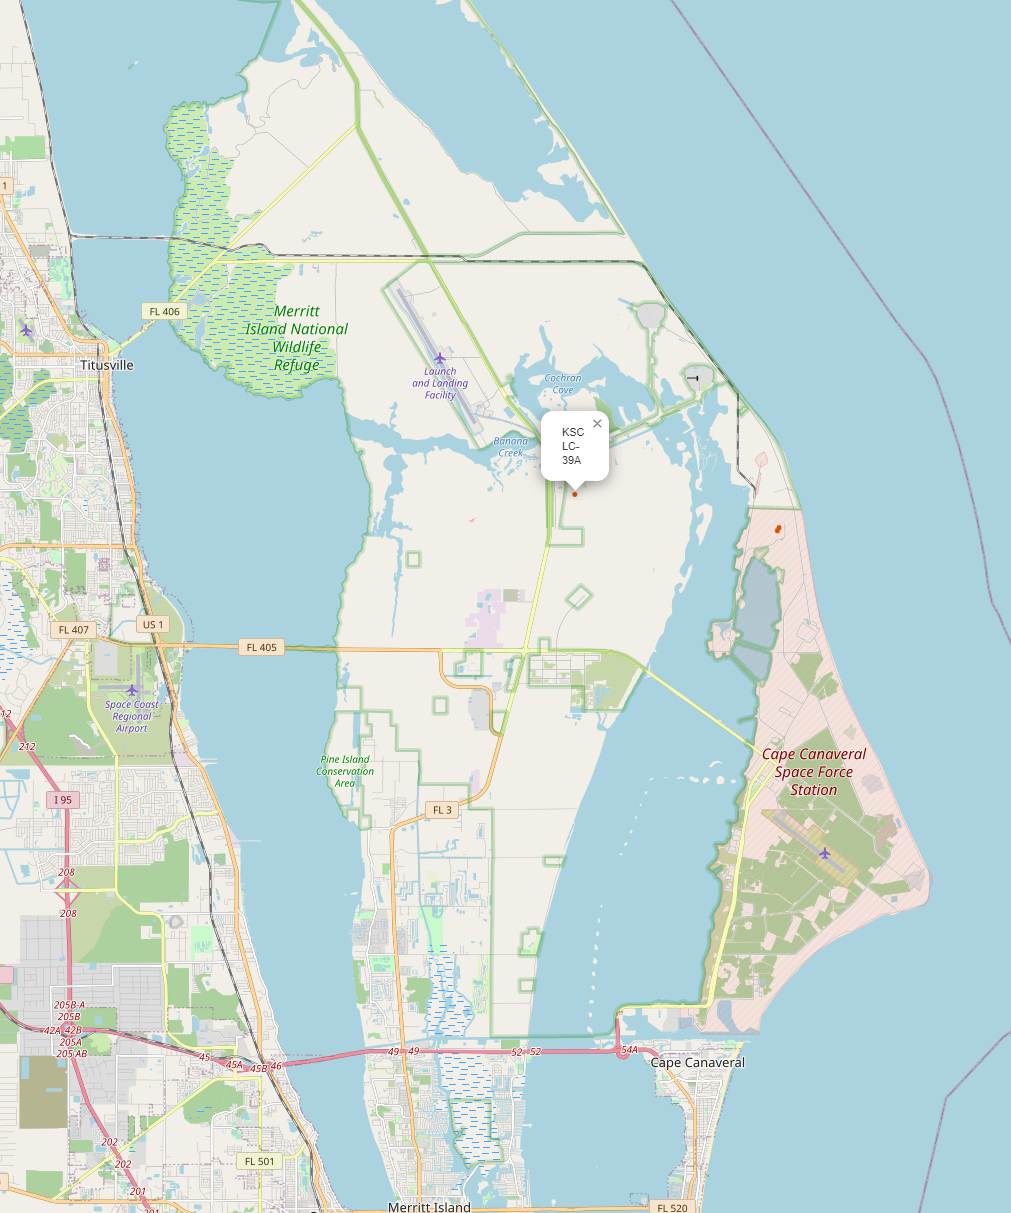 1
FL 406
Titusville
Merritt
Island National
Wildlife
Refuge
Launch
and Landing
Facility
Cochran
Cove
Banana
Creek
KSC
LC-
39A
×
FL 407
US 1
FL 405
Space Coast
Regional
Airport
12
212
I 95
Pine Island
Conservation
Area
FL 3
Cape Canaveral
Space Force
Station
208
208
205B-A
205B
42A 42B
205A
205 AB
45
45A
45B
46
49
49
52
52
54A
Cape Canaveral
202
202
201
201
FL 501
Merritt Island
FL 520